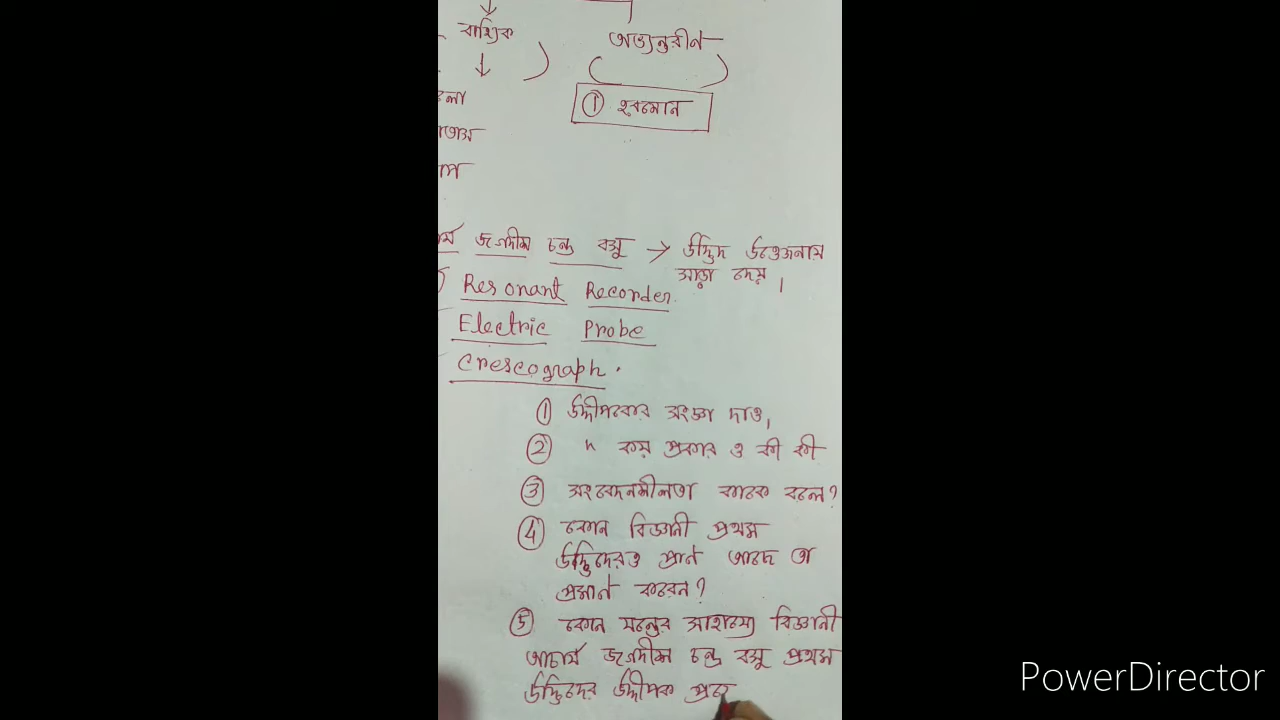 বাহ্যিক
অভ্যন্তরীণ
① হরমোন
জগদীশ চন্দ্র বসু → উদ্ভিদ উত্তেজনায়
সাড়া দেয়।
Resonant Recorder
Electric Probe
Crescograph.
① উদ্দীপকের সংজ্ঞা দাও,
② " কয় প্রকার ও কী কী
③ সংবেদনশীলতা কাকে বলে?
④ কোন বিজ্ঞানী প্রথম
উদ্ভিদেরও প্রাণ আছে তা
প্রমাণ করেন?
⑤ কোন যন্ত্রের সাহায্যে বিজ্ঞানী
আচার্য জগদীশ চন্দ্র বসু প্রথম
উদ্ভিদের উদ্দীপক
PowerDirector